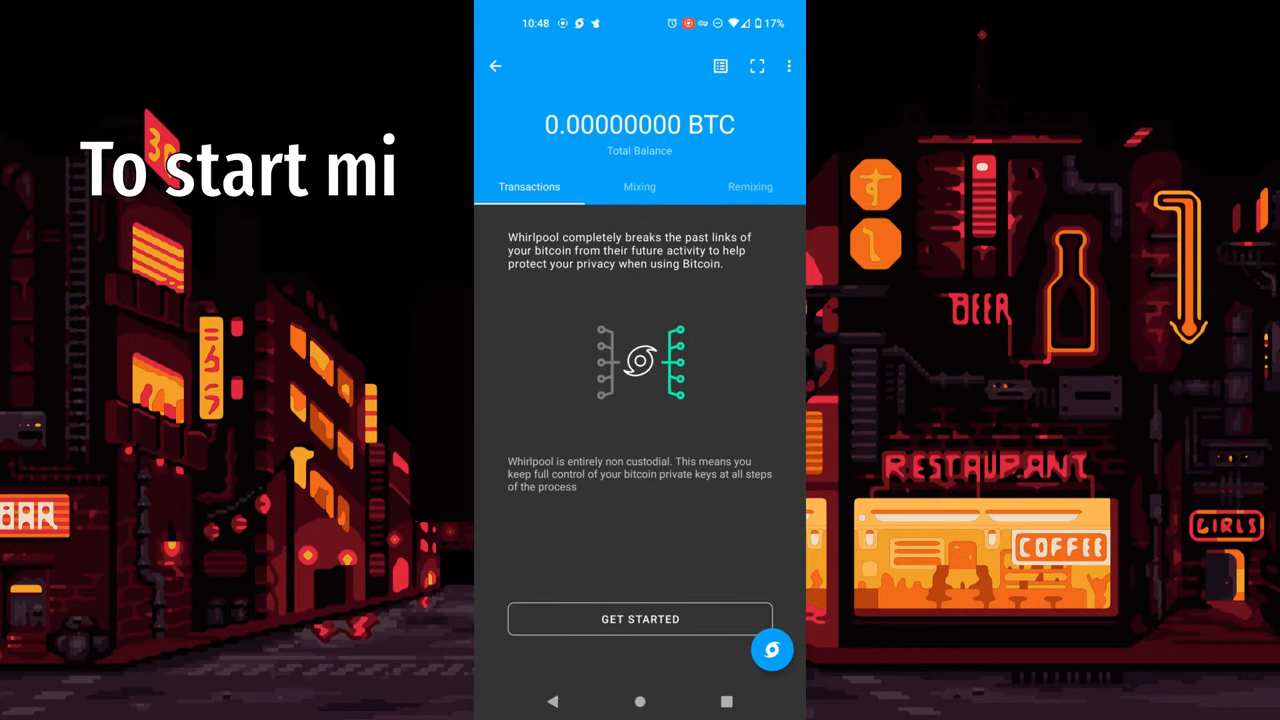 To start mi
10:48
17%
0.00000000 BTC
Total Balance
Transactions
Mixing
Remixing
Whirlpool completely breaks the past links of
your bitcoin from their future activity to help
protect your privacy when using Bitcoin.
Whirlpool is entirely non custodial. This means you
keep full control of your bitcoin private keys at all steps
of the process
GET STARTED
BAR
BEER
RESTAURANT
COFFEE
GIRLS